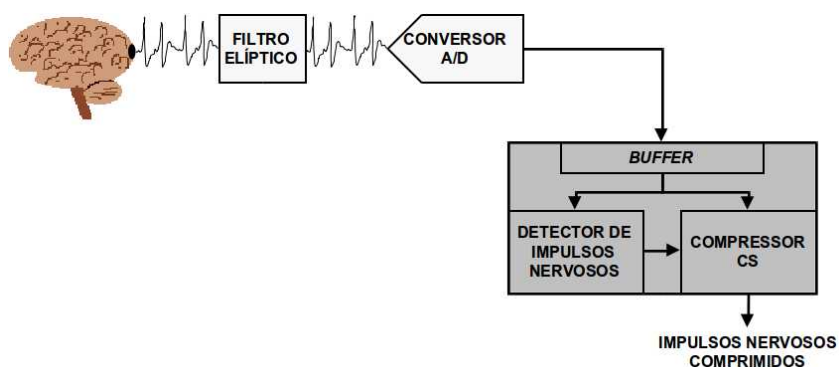 FILTRO
ELÍPTICO
CONVERSOR
A/D
BUFFER
DETECTOR DE
IMPULSOS
NERVOSOS
COMPRESSOR
CS
IMPULSOS NERVOSOS
COMPRIMIDOS